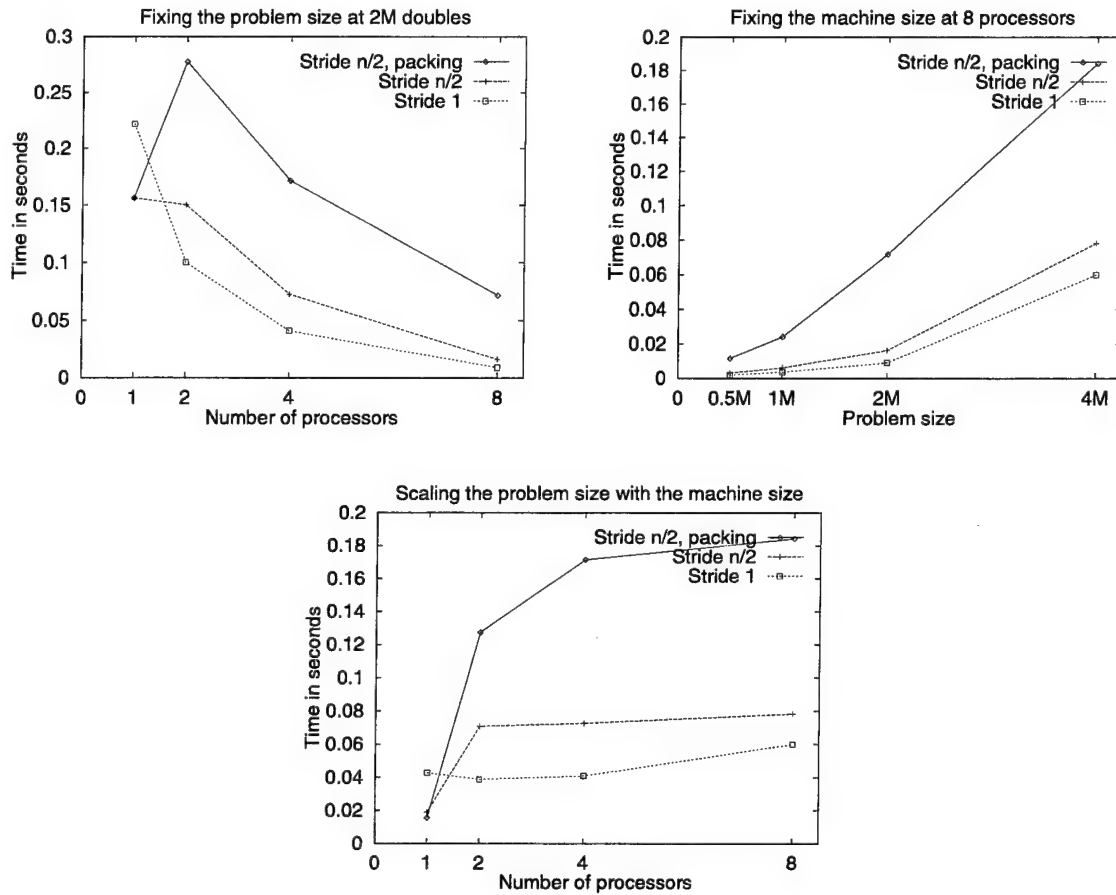 Fixing the problem size at 2M doubles
0.3
0.25
0.2
0.15
0.1
0.05
0
Time in seconds
Stride n/2, packing
Stride n/2
Stride 1
0 1 2 4 8
Number of processors
Fixing the machine size at 8 processors
0.2
0.18
0.16
0.14
0.12
0.1
0.08
0.06
0.04
0.02
0
Time in seconds
Stride n/2, packing
Stride n/2
Stride 1
0 0.5M 1M 2M 4M
Problem size
Scaling the problem size with the machine size
0.2
0.18
0.16
0.14
0.12
0.1
0.08
0.06
0.04
0.02
0
Time in seconds
Stride n/2, packing
Stride n/2
Stride 1
0 1 2 4 8
Number of processors